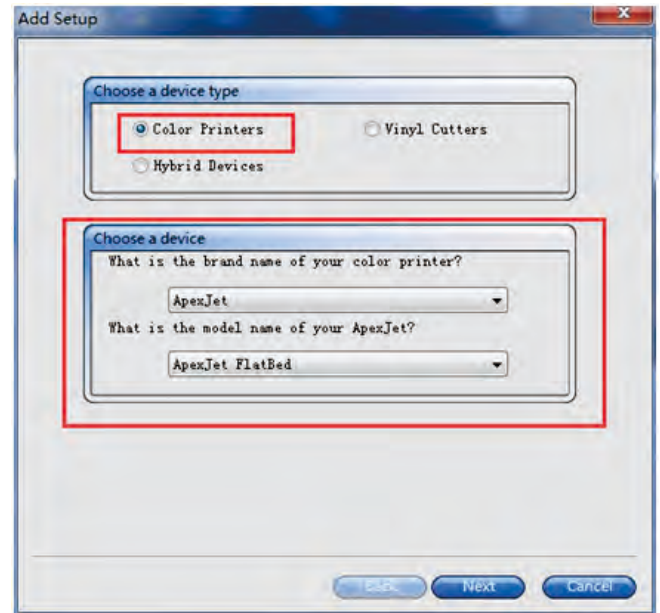 Add Setup
x
Choose a device type
Color Printers
Vinyl Cutters
Hybrid Devices
Choose a device
What is the brand name of your color printer?
ApexJet
What is the model name of your ApexJet?
ApexJet FlatBed
Back
Next
Cancel